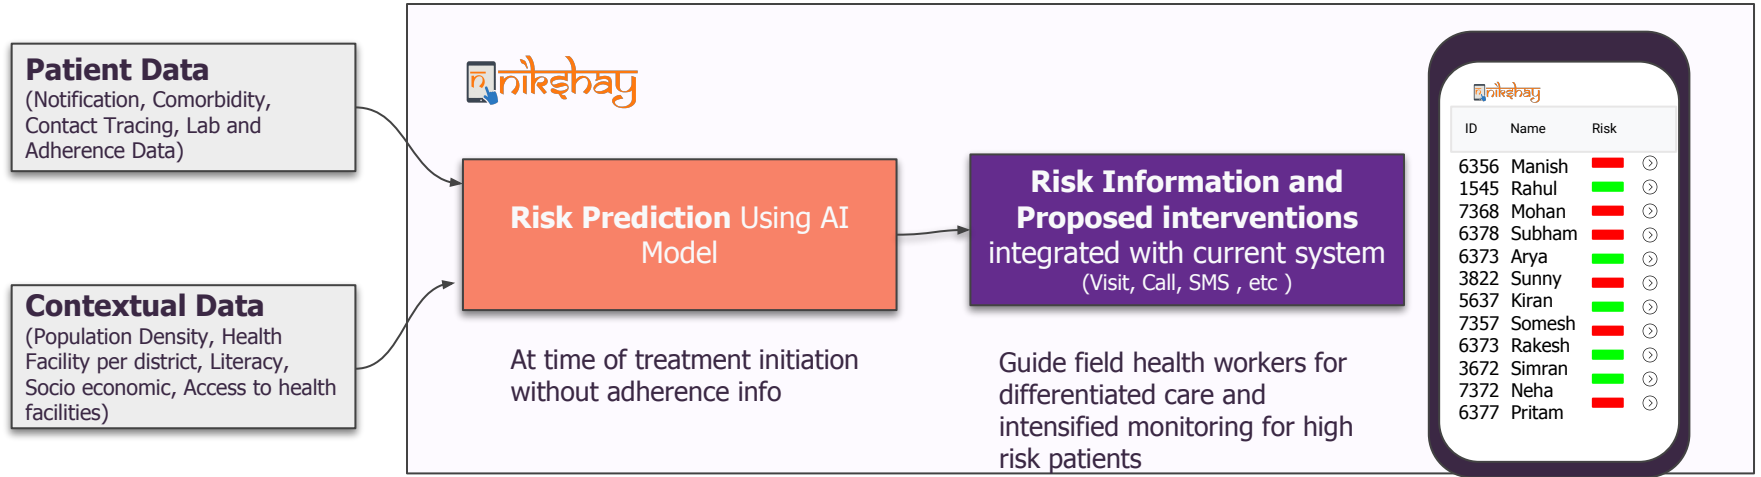 Patient Data
(Notification, Comorbidity,
Contact Tracing, Lab and
Adherence Data)
Contextual Data
(Population Density, Health
Facility per district, Literacy,
Socio economic, Access to health
facilities)
nikshay
Risk Prediction Using AI
Model
At time of treatment initiation
without adherence info
Risk Information and
Proposed interventions
integrated with current system
(Visit, Call, SMS , etc )
Guide field health workers for
differentiated care and
intensified monitoring for high
risk patients
nikshay
ID Name Risk
6356 Manish
1545 Rahul
7368 Mohan
6378 Subham
6373 Arya
3822 Sunny
5637 Kiran
7357 Somesh
6373 Rakesh
3672 Simran
7372 Neha
6377 Pritam